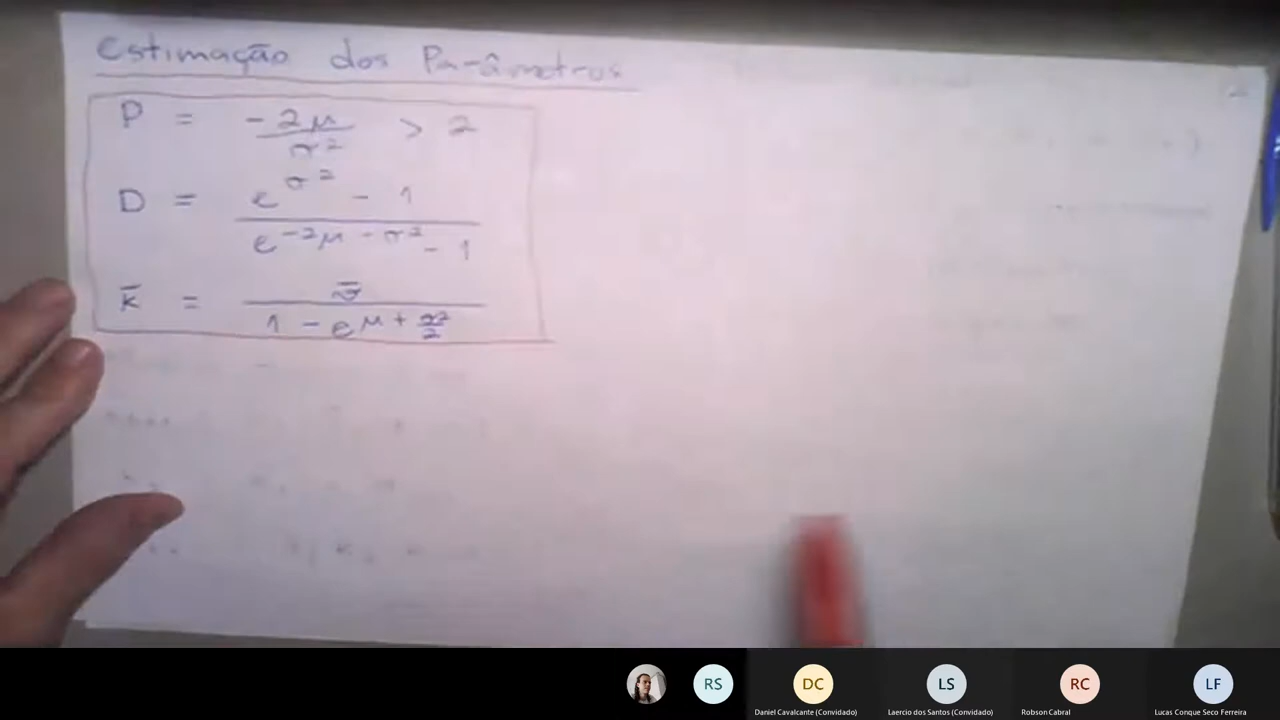 Estimação dos Parâmetros
P = -2μ / σ² > 2
D = e^σ² - 1 / e^-2μ-σ² - 1
k̄ = v̄ / 1 - e^μ+σ²/2
RS DC LS RC LF
Daniel Cavalcante (Convidado) Laercio dos Santos (Convidado) Robson Cabral Lucas Conque Seco Ferreira